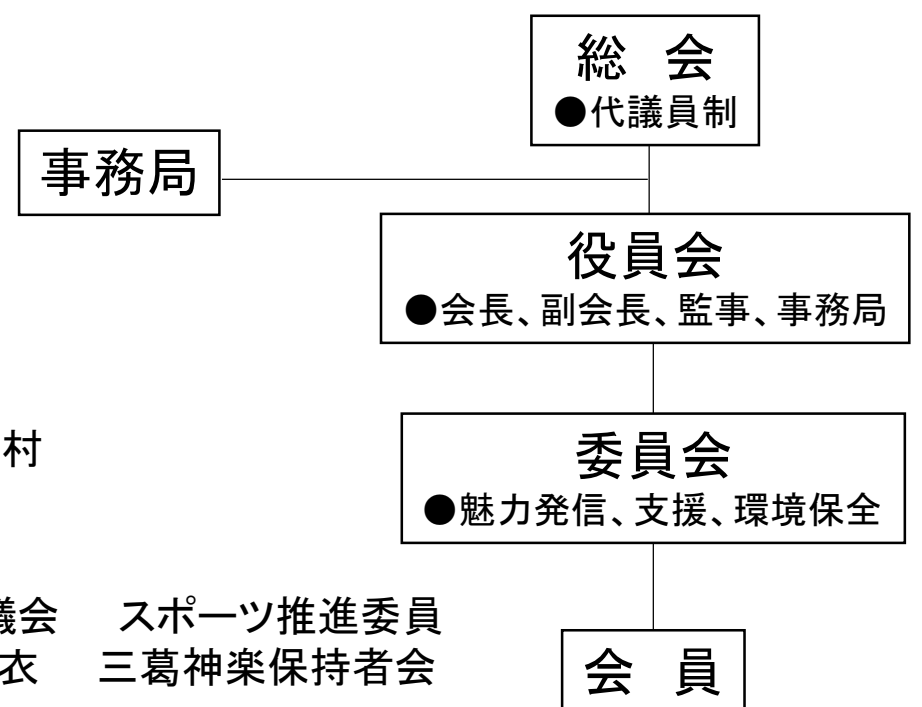 総　会
●代議員制
事務局
役員会
●会長、副会長、監事、事務局
村
委員会
●魅力発信、支援、環境保全
議会　スポーツ推進委員
衣　三葛神楽保持者会
会　員